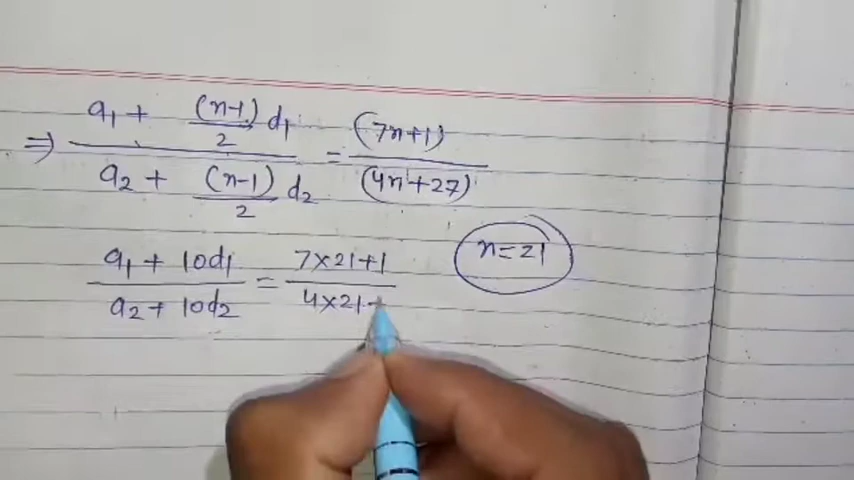 ⇒ (a₁ + (n-1)/2 d₁) / (a₂ + (n-1)/2 d₂) = (7n+1) / (4n+27)
(a₁ + 10d₁) / (a₂ + 10d₂) = (7×21+1) / (4×21+
n=21